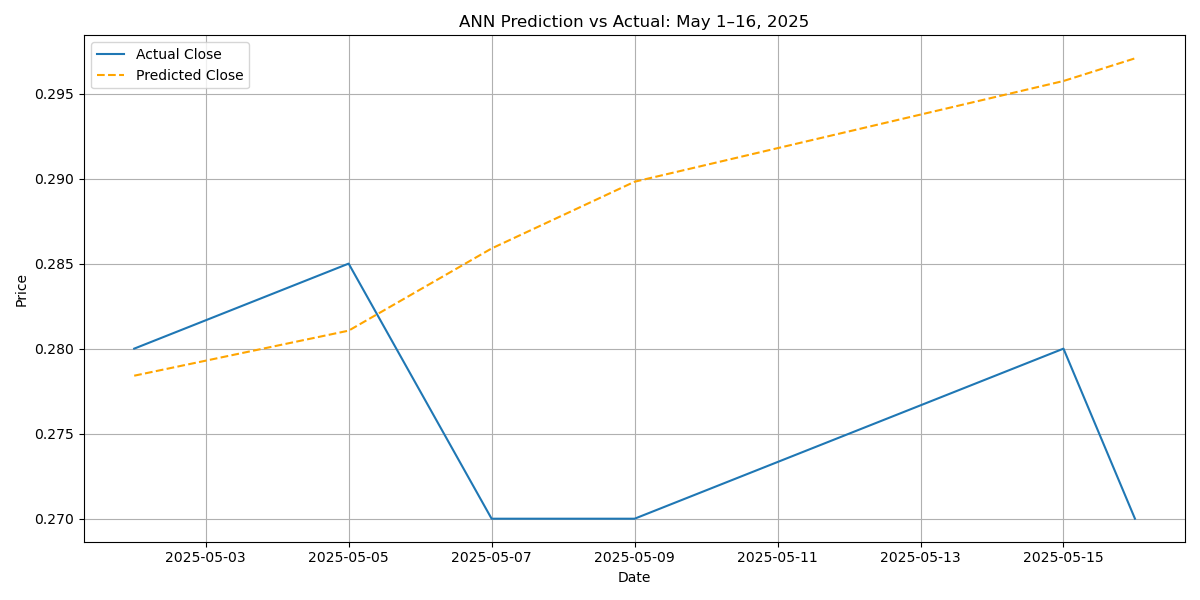 ANN Prediction vs Actual: May 1–16, 2025
Actual Close
Predicted Close
0.295
0.290
0.285
0.280
0.275
0.270
Price
2025-05-03
2025-05-05
2025-05-07
2025-05-09
2025-05-11
2025-05-13
2025-05-15
Date